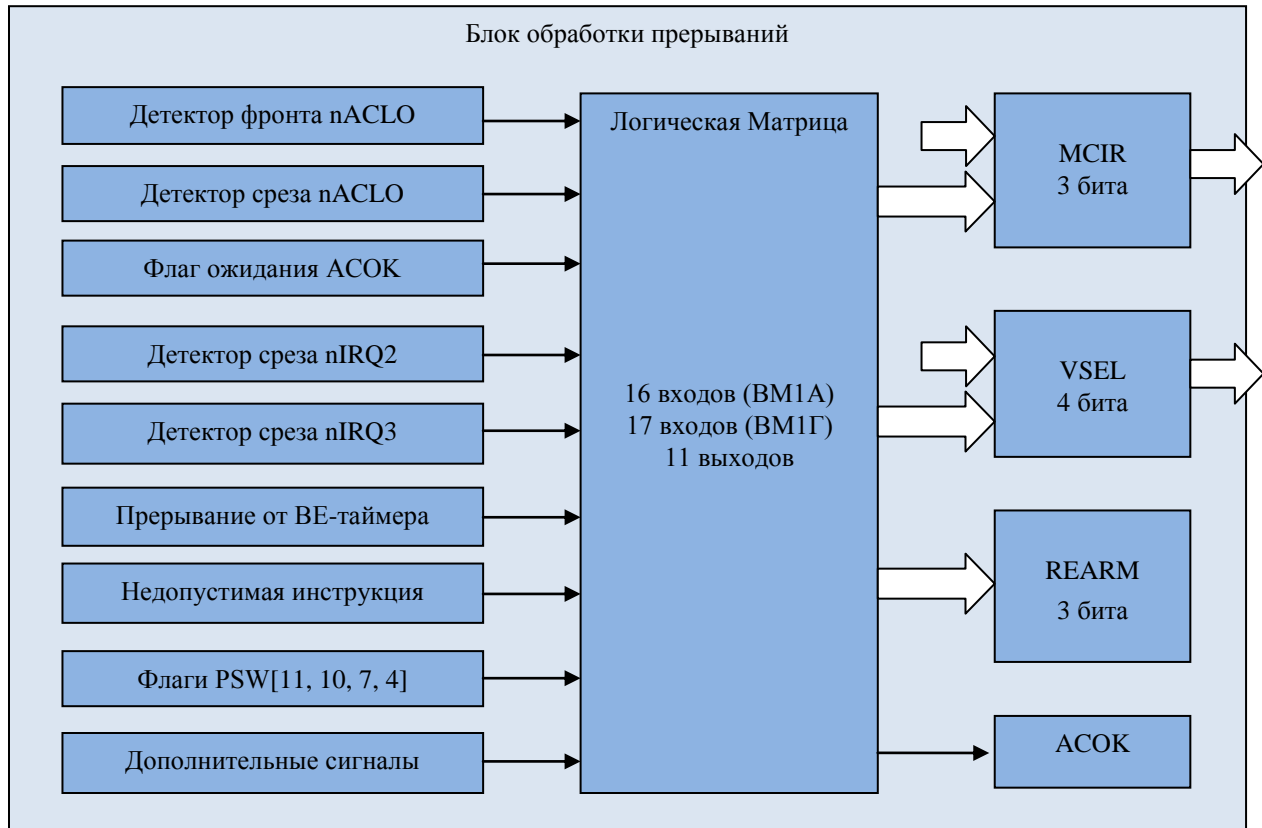 Блок обработки прерываний
Детектор фронта nACLO
Детектор среза nACLO
Флаг ожидания ACOK
Детектор среза nIRQ2
Детектор среза nIRQ3
Прерывание от ВЕ-таймера
Недопустимая инструкция
Флаги PSW[11, 10, 7, 4]
Дополнительные сигналы
Логическая Матрица
16 входов (ВМ1А)
17 входов (ВМ1Г)
11 выходов
MCIR
3 бита
VSEL
4 бита
REARM
3 бита
ACOK